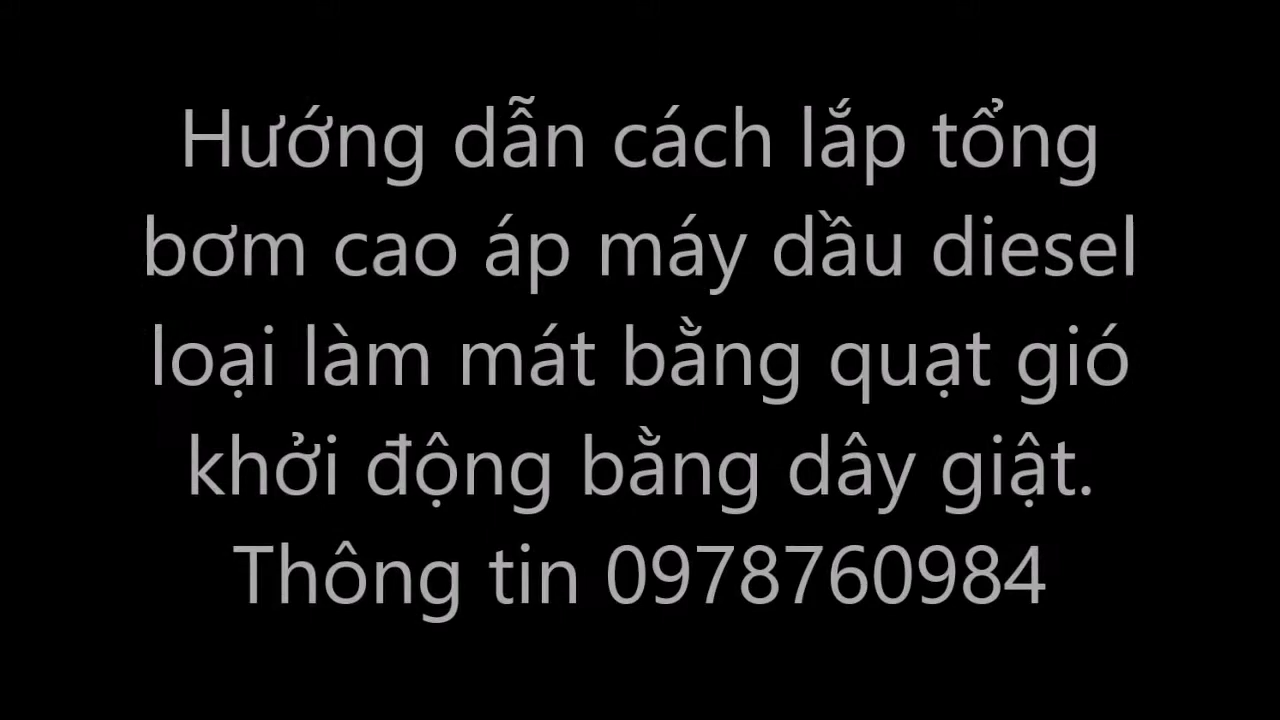 Hướng dẫn cách lắp tổng
bơm cao áp máy dầu diesel
loại làm mát bằng quạt gió
khởi động bằng dây giật.
Thông tin 0978760984